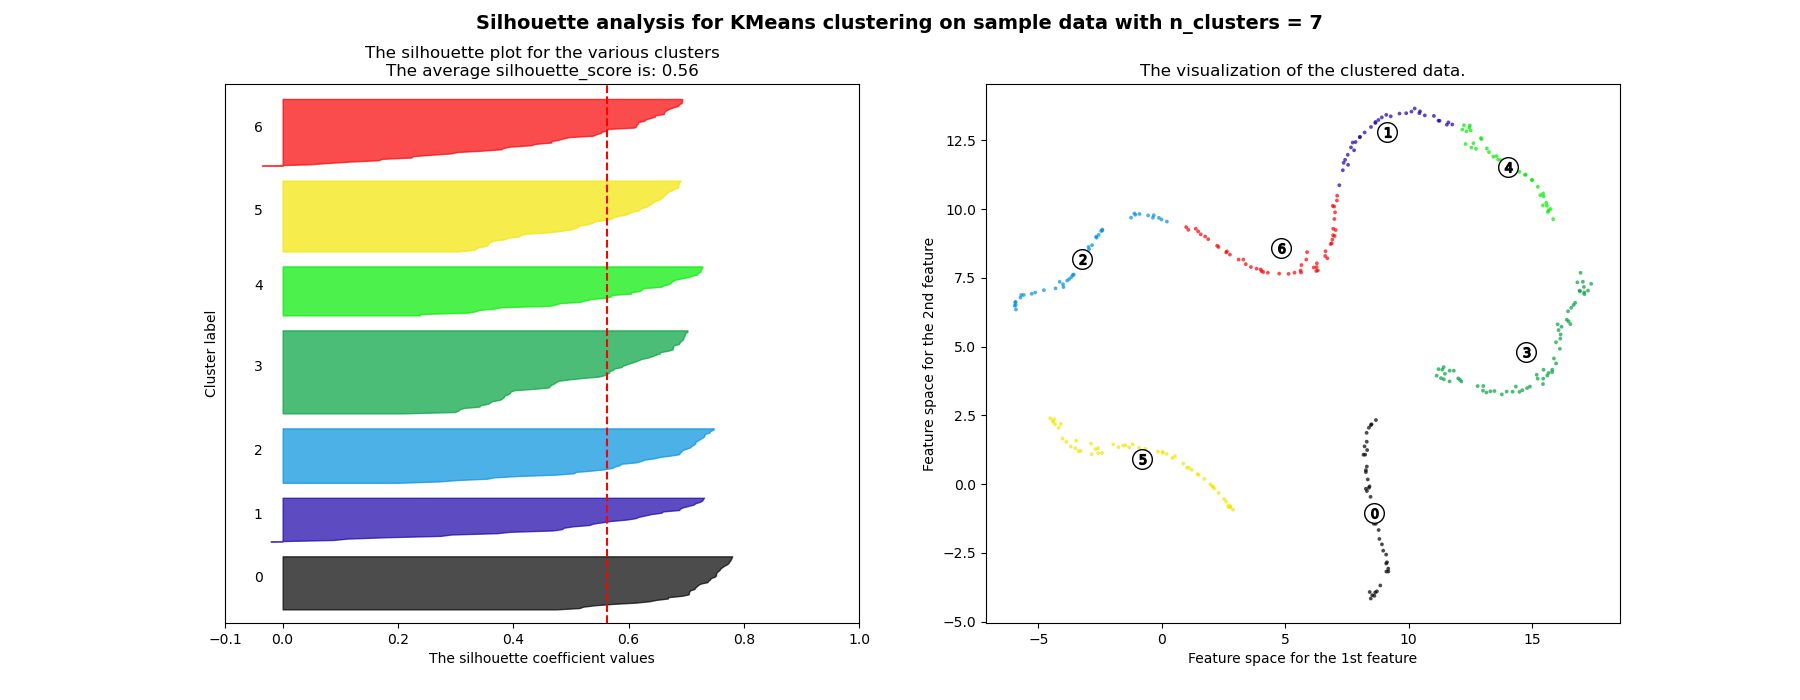 Silhouette analysis for KMeans clustering on sample data with n_clusters = 7
The silhouette plot for the various clusters
The average silhouette_score is: 0.56
6
5
4
3
2
1
0
Cluster label
−0.1 0.0 0.2 0.4 0.6 0.8 1.0
The silhouette coefficient values
The visualization of the clustered data.
12.5
10.0
7.5
5.0
2.5
0.0
−2.5
−5.0
Feature space for the 2nd feature
1
4
6
2
3
5
0
−5 0 5 10 15
Feature space for the 1st feature